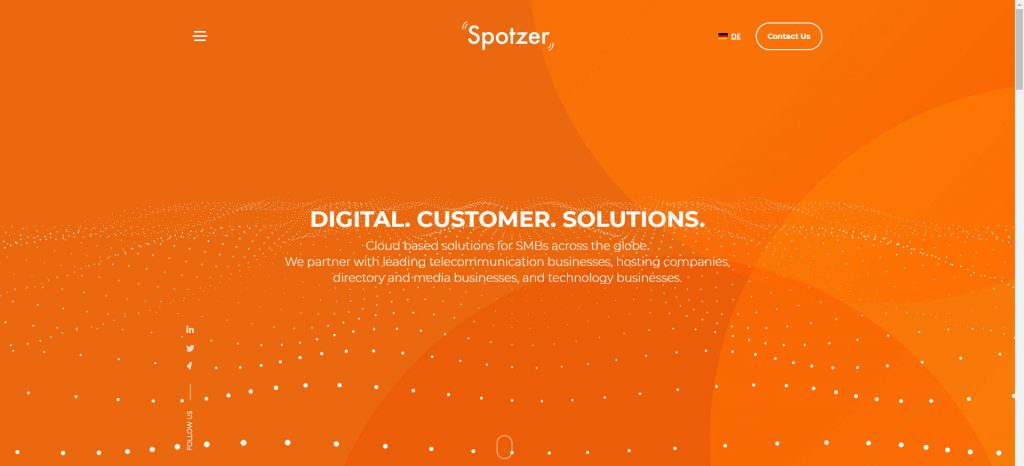 Spotzer
DE
Contact Us
DIGITAL. CUSTOMER. SOLUTIONS.
Cloud based solutions for SMBs across the globe.
We partner with leading telecommunication businesses, hosting companies,
directory and media businesses, and technology businesses.
in
FOLLOW US